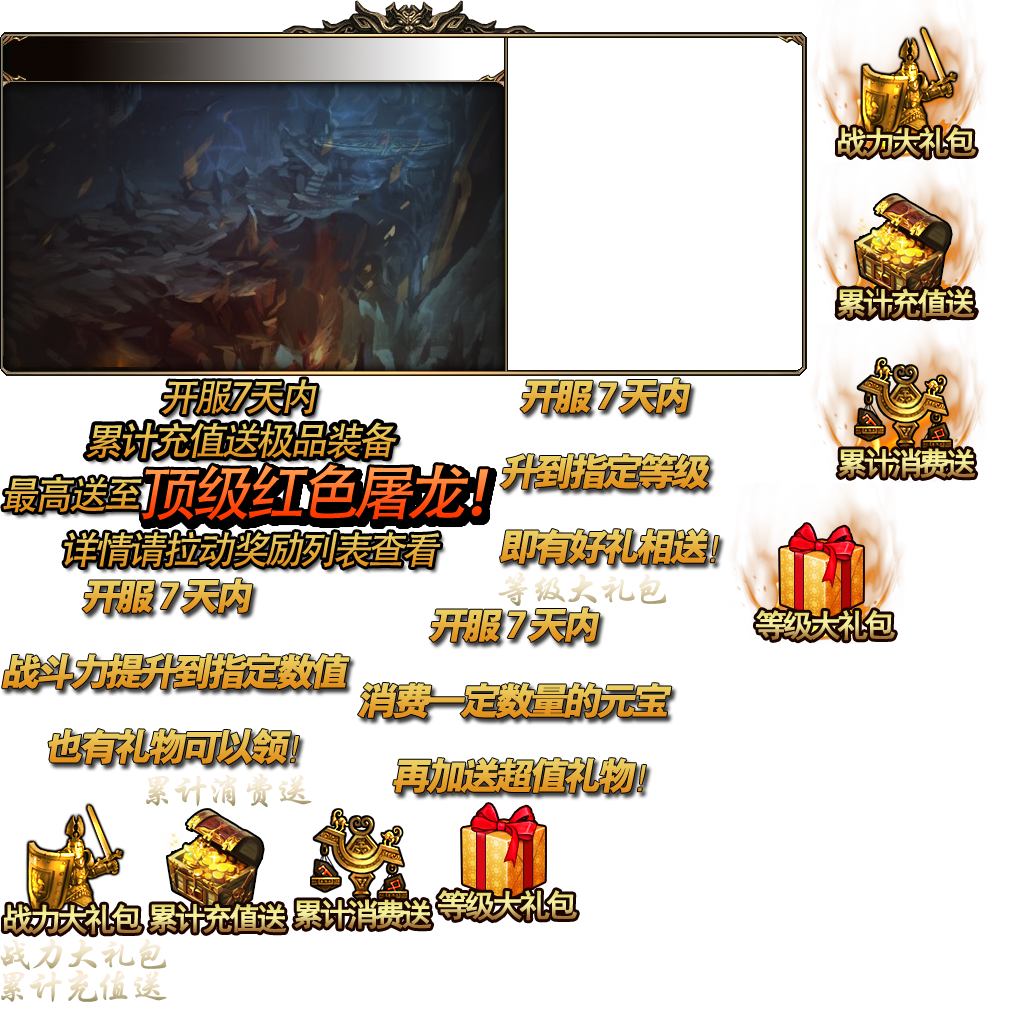 战力大礼包
累计充值送
累计消费送
等级大礼包
开服7天内
累计充值送极品装备
最高送至顶级红色屠龙!
详情请拉动奖励列表查看
开服7天内
升到指定等级
即有好礼相送!
等级大礼包
开服7天内
战斗力提升到指定数值
也有礼物可以领!
累计消费送
开服7天内
消费一定数量的元宝
再加送超值礼物!
战力大礼包
累计充值送
累计消费送
等级大礼包
战力大礼包
累计充值送